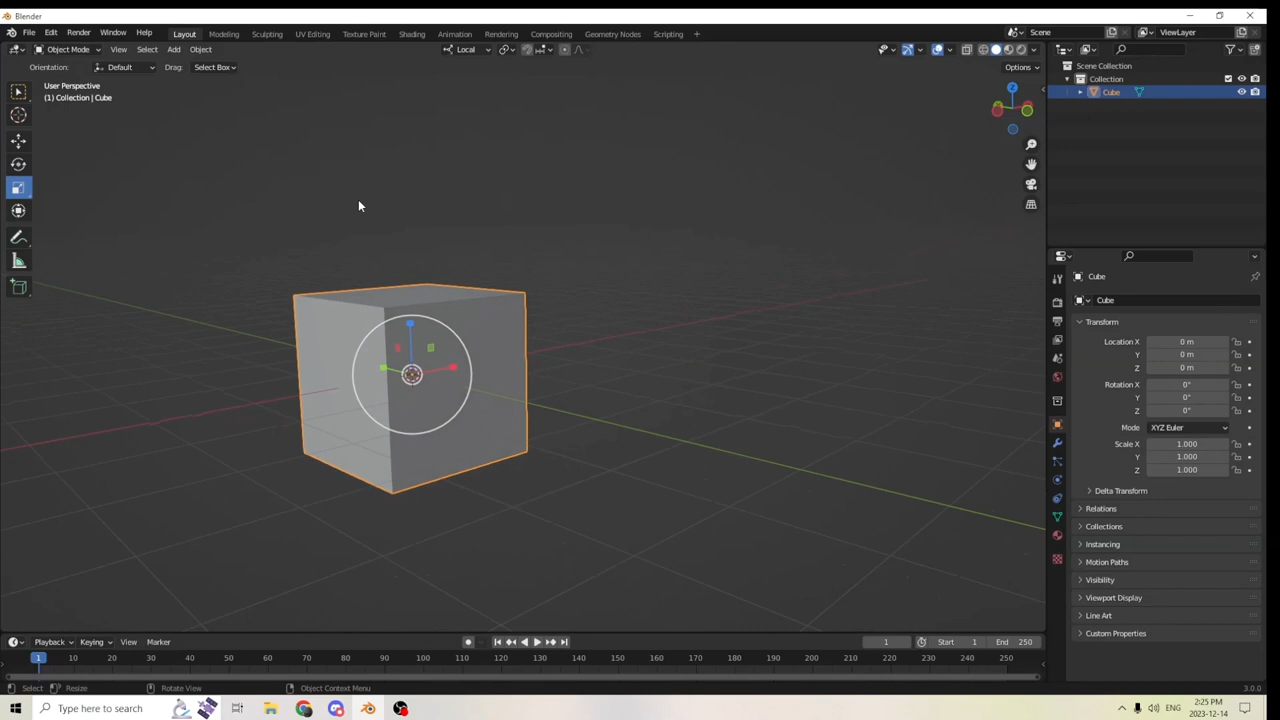 Blender
File Edit Render Window Help Layout Modeling Sculpting UV Editing Texture Paint Shading Animation Rendering Compositing Geometry Nodes Scripting + Scene ViewLayer
Object Mode View Select Add Object Local
Orientation: Default Drag: Select Box Options
User Perspective
(1) Collection | Cube
Z
Scene Collection
Collection
Cube
Cube
Cube
Transform
Location X 0 m
Y 0 m
Z 0 m
Rotation X 0°
Y 0°
Z 0°
Mode XYZ Euler
Scale X 1.000
Y 1.000
Z 1.000
Delta Transform
Relations
Collections
Instancing
Motion Paths
Visibility
Viewport Display
Line Art
Custom Properties
Playback Keying View Marker 1 Start 1 End 250
1 10 20 30 40 50 60 70 80 90 100 110 120 130 140 150 160 170 180 190 200 210 220 230 240 250
Select Resize Rotate View Object Context Menu 3.0.0
Type here to search ENG 2:25 PM
2023-12-14